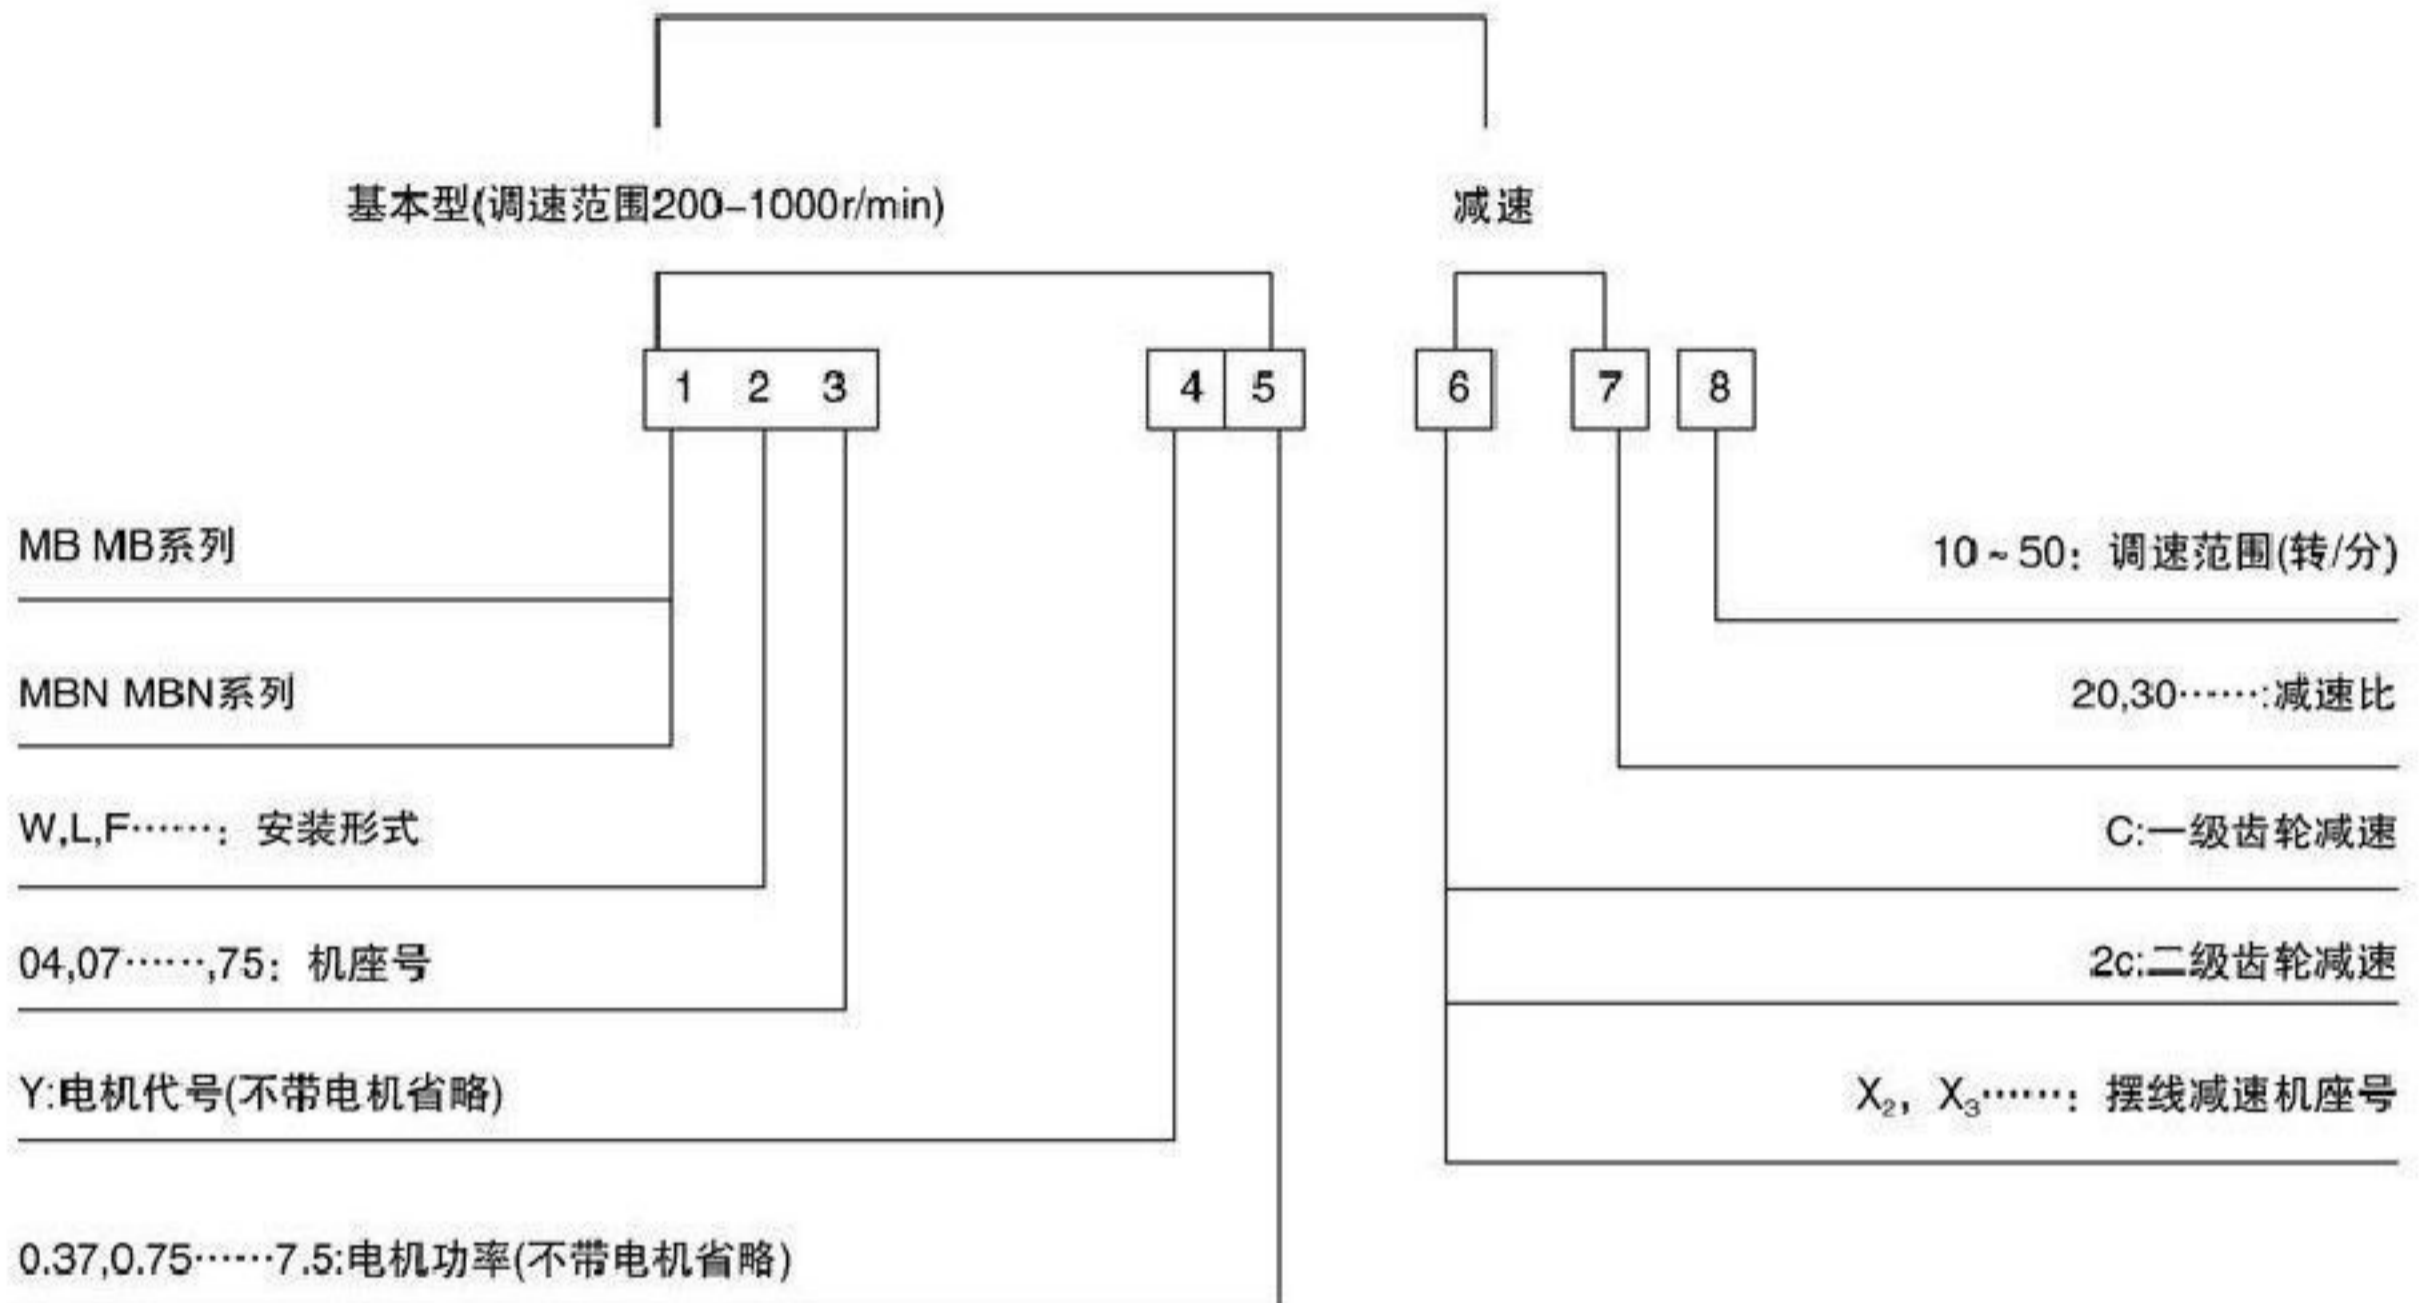 基本型(调速范围200-1000r/min)
减速
1 2 3
4 5
6
7
8
MB MB系列
10~50：调速范围(转/分)
MBN MBN系列
20,30……:减速比
W,L,F……：安装形式
C:一级齿轮减速
04,07……,75：机座号
2c:二级齿轮减速
Y:电机代号(不带电机省略)
X₂，X₃……：摆线减速机座号
0.37,0.75……7.5:电机功率(不带电机省略)